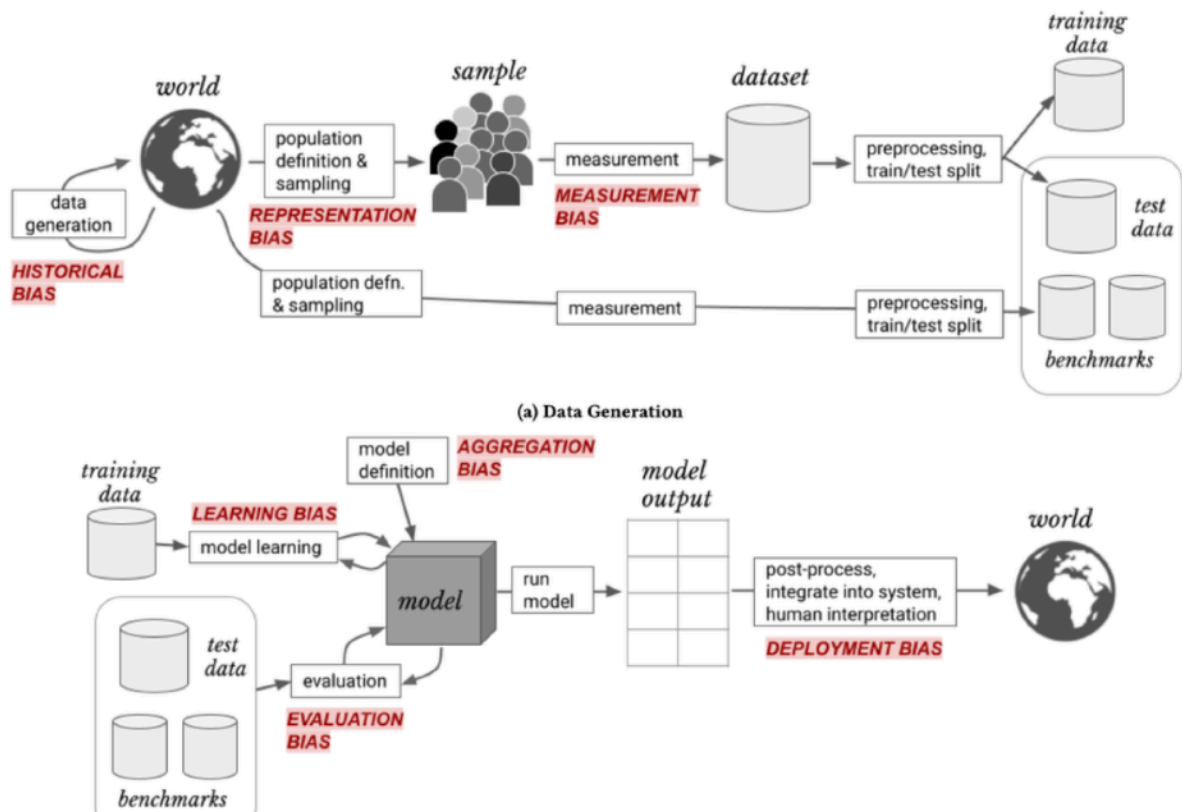 training
data
sample
dataset
world
population
definition &
sampling
measurement
preprocessing,
train/test split
data
generation
REPRESENTATION
BIAS
MEASUREMENT
BIAS
test
data
HISTORICAL
BIAS
population defn.
& sampling
measurement
preprocessing,
train/test split
benchmarks
(a) Data Generation
model
definition
AGGREGATION
BIAS
training
data
LEARNING BIAS
model learning
model
output
world
model
run
model
post-process,
integrate into system,
human interpretation
DEPLOYMENT BIAS
test
data
evaluation
EVALUATION
BIAS
benchmarks